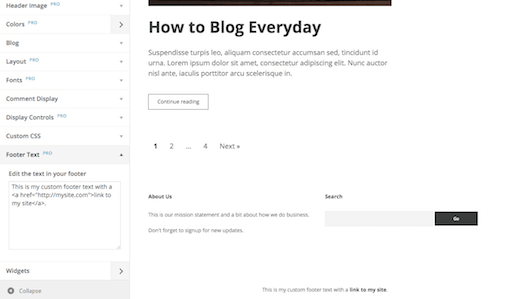 Header Image PRO
Colors PRO
Blog
Layout PRO
Fonts PRO
Comment Display
Display Controls PRO
Custom CSS
Footer Text PRO
Edit the text in your footer
This is my custom footer text with a
<a href="http://mysite.com">link to
my site</a>.
Widgets
Collapse
How to Blog Everyday
Suspendisse turpis leo, aliquam consectetur accumsan sed, tincidunt id
urna. Lorem ipsum dolor sit amet, consectetur adipiscing elit. Nunc auctor
nisl ante, iaculis porttitor arcu scelerisque in.
Continue reading
1 2 … 4 Next »
About Us
This is our mission statement and a bit about how we do business.
Don't forget to signup for new updates.
Search
Go
This is my custom footer text with a link to my site.